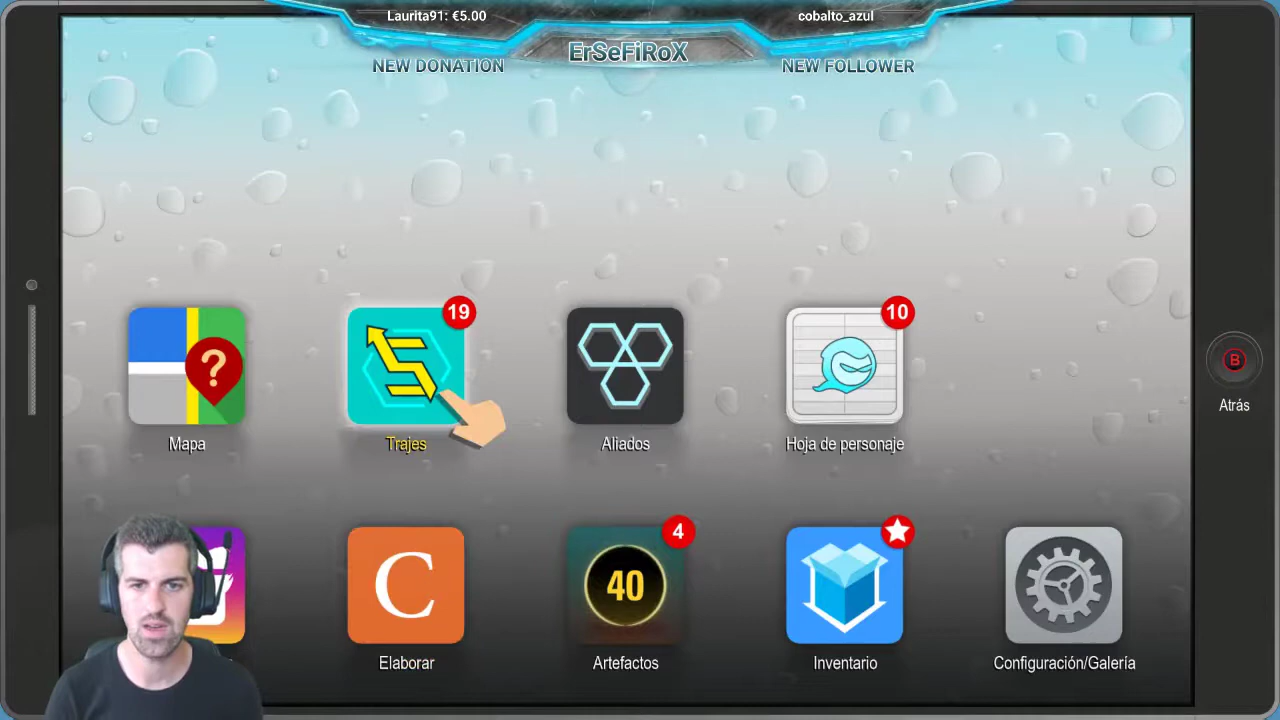 Laurita91: €5.00
cobalto_azul
ErSeFiRoX
NEW DONATION
NEW FOLLOWER
19
10
?
B
Atrás
Mapa
Trajes
Aliados
Hoja de personaje
4
C
40
Elaborar
Artefactos
Inventario
Configuración/Galería